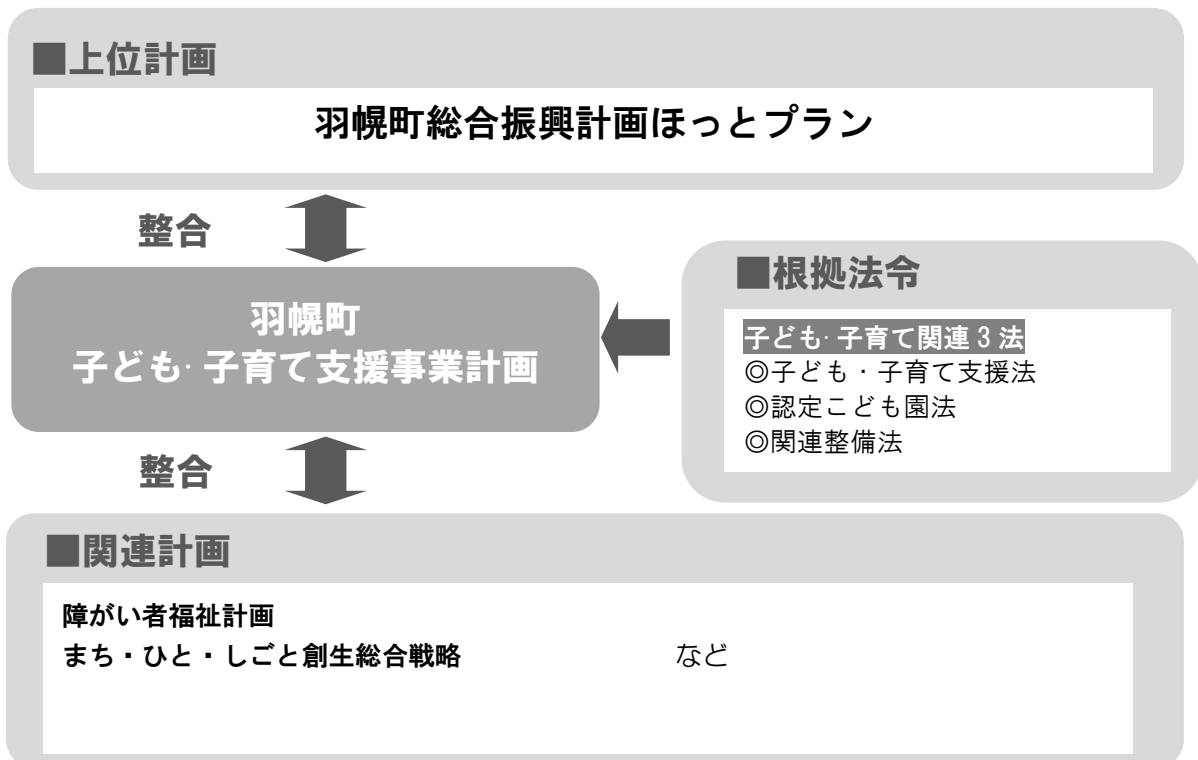 ■上位計画
羽幌町総合振興計画ほっとプラン
整合
羽幌町
子ども・子育て支援事業計画
■根拠法令
子ども・子育て関連3法
◎子ども・子育て支援法
◎認定こども園法
◎関連整備法
整合
■関連計画
障がい者福祉計画
まち・ひと・しごと創生総合戦略 など